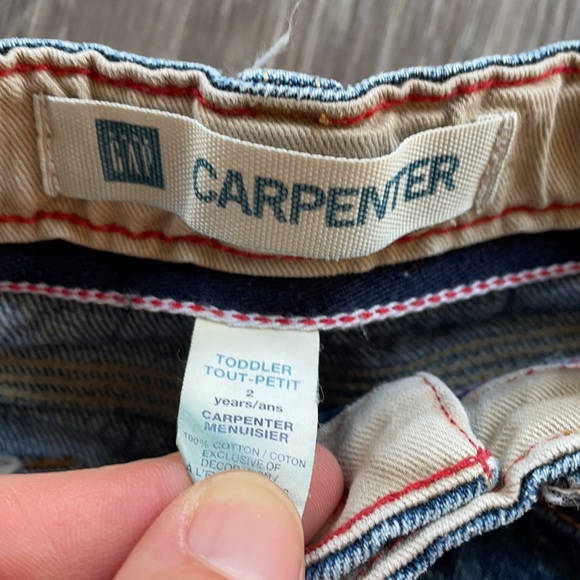 GAP
CARPENTER
TODDLER
TOUT-PETIT
2
years/ans
CARPENTER
MENUISIER
100% COTTON / COTON
EXCLUSIVE OF